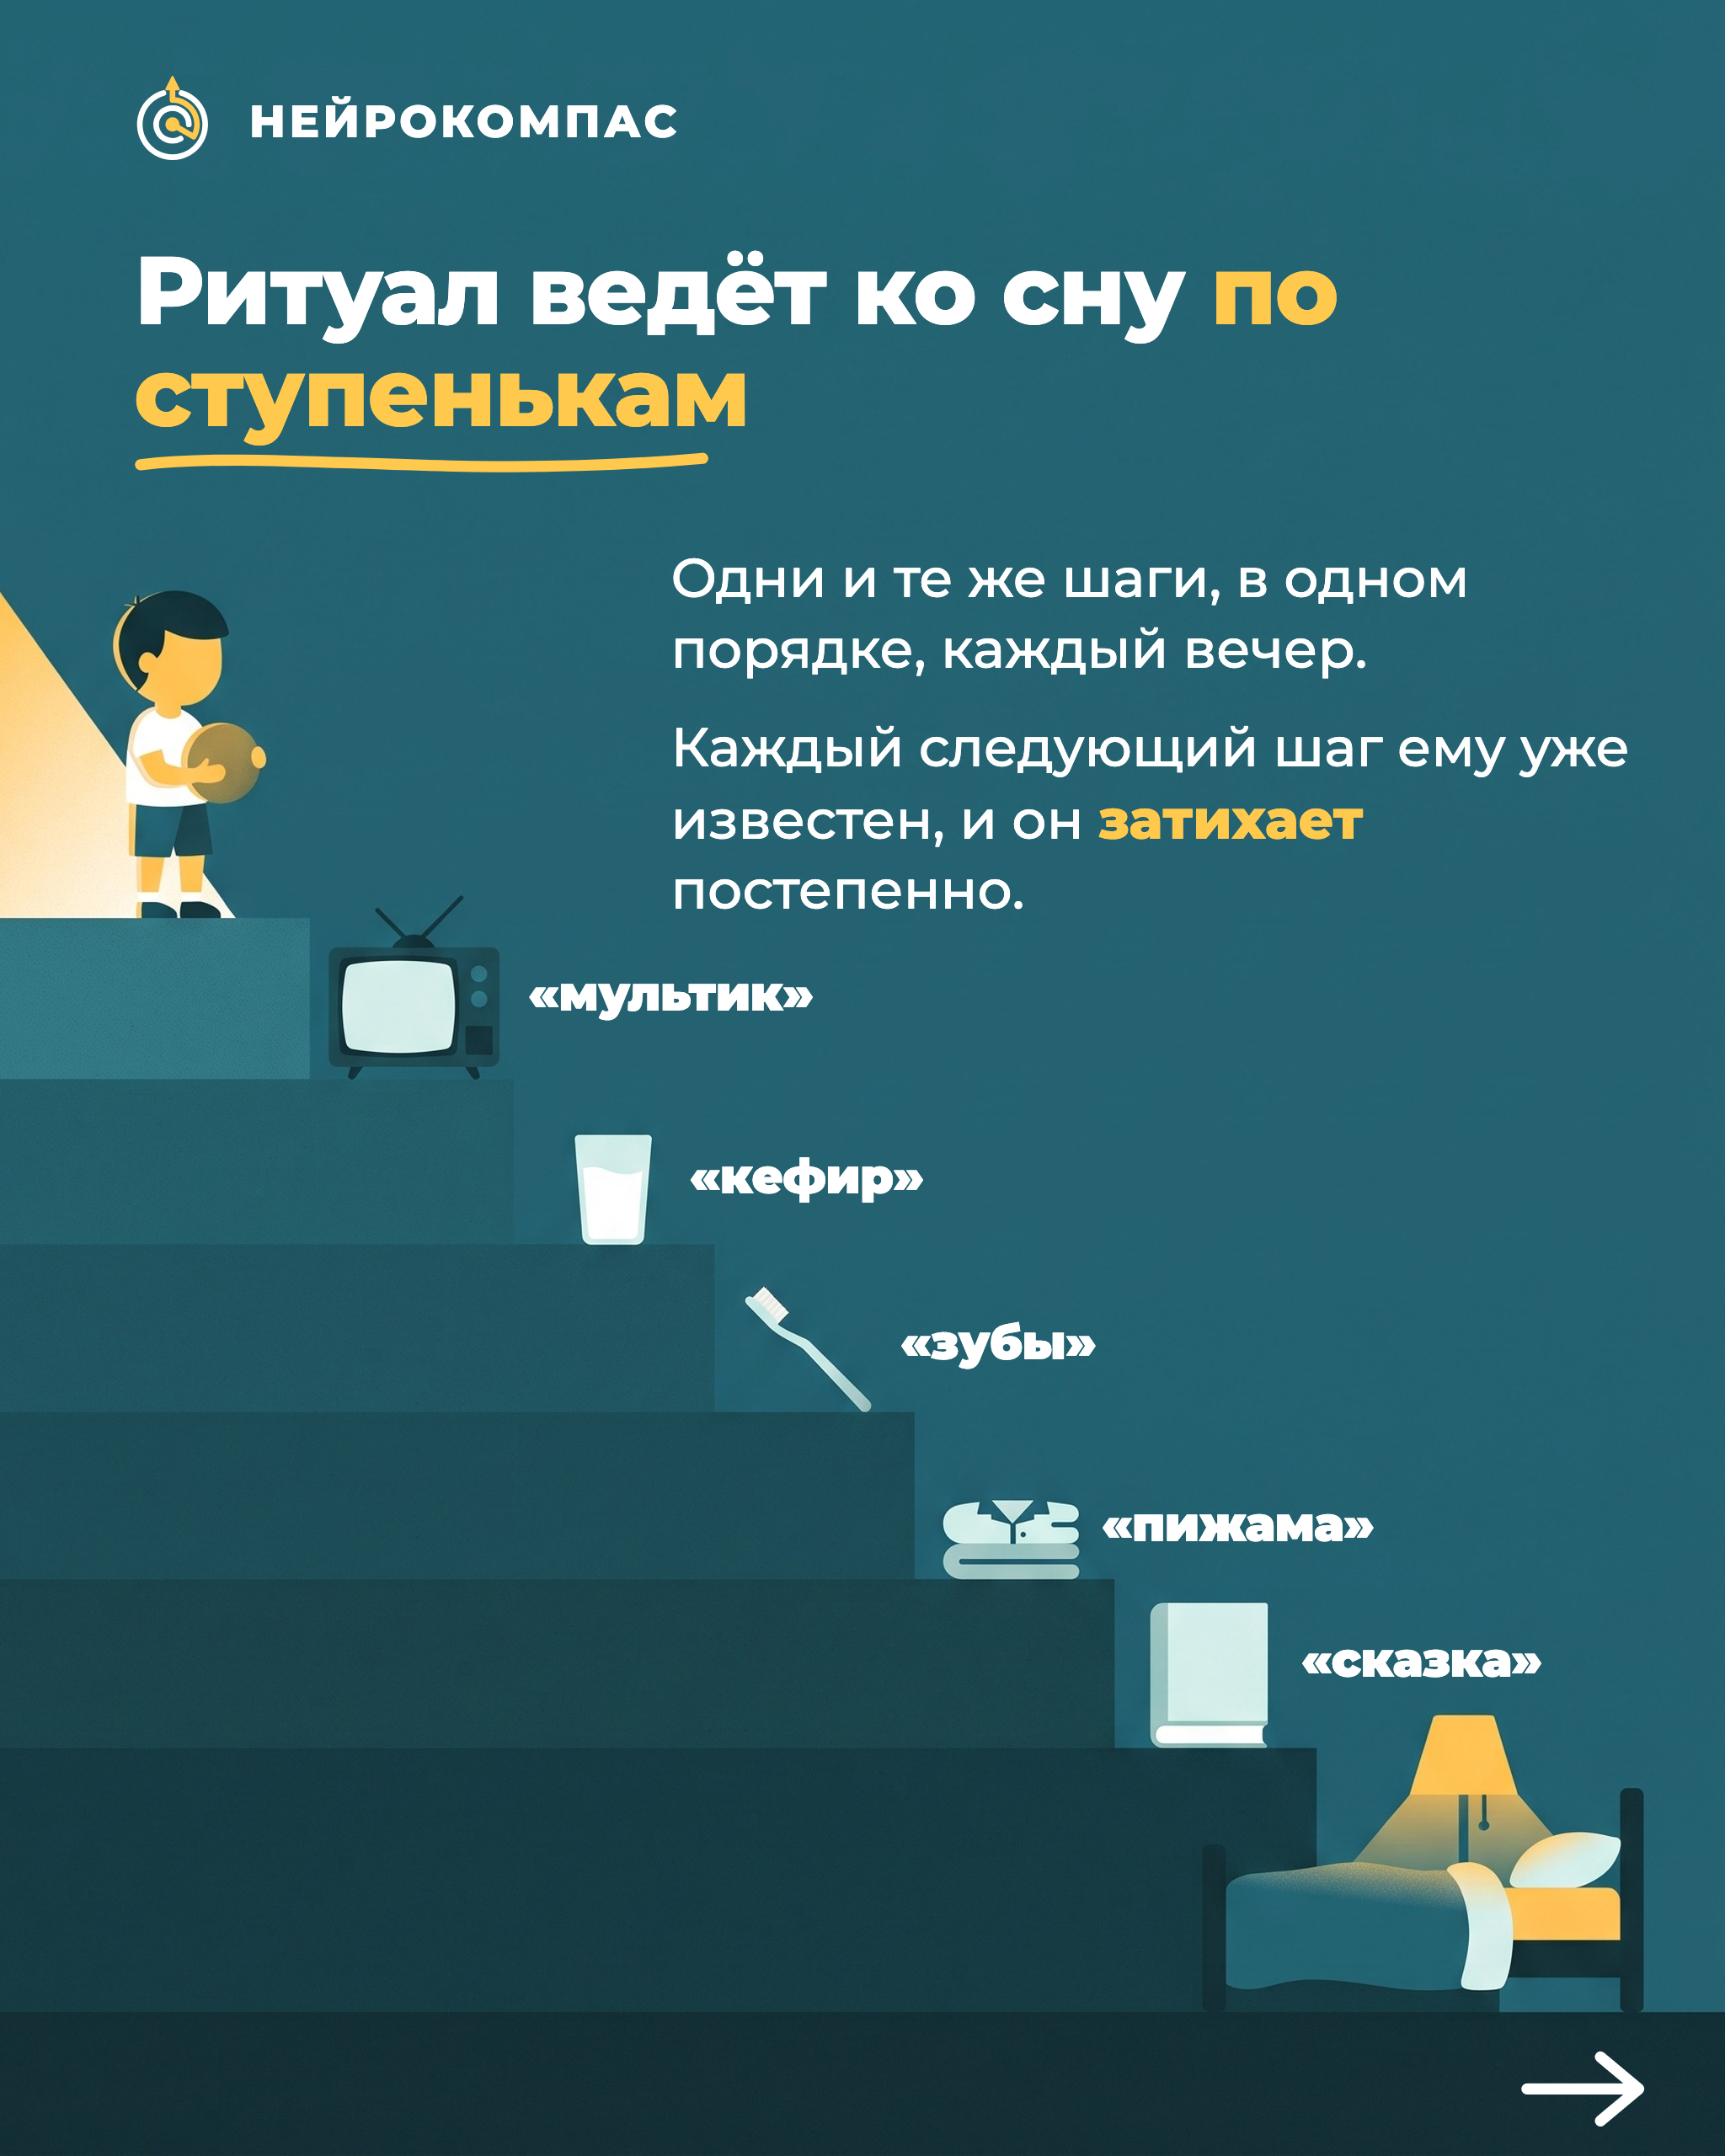 НЕЙРОКОМПАС
Ритуал ведёт ко сну по
ступенькам
Одни и те же шаги, в одном
порядке, каждый вечер.
Каждый следующий шаг ему уже
известен, и он затихает
постепенно.
«мультик»
«кефир»
«зубы»
«пижама»
«сказка»